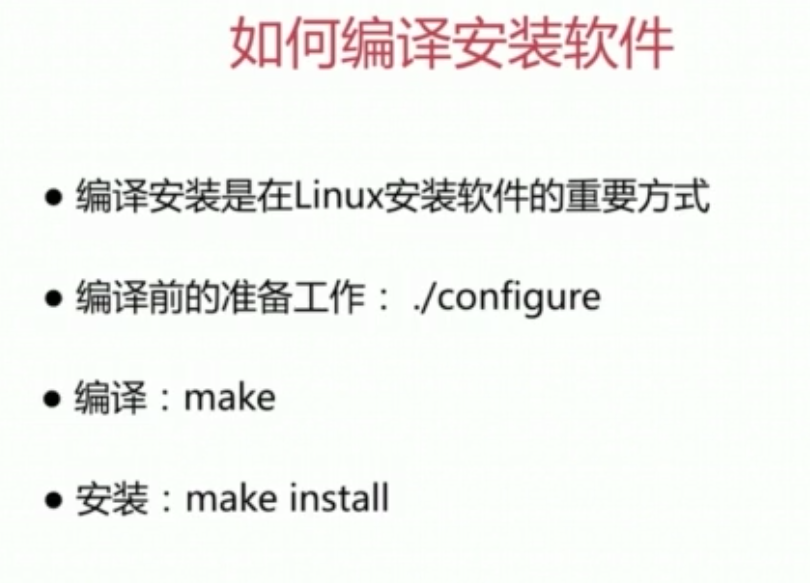 如何编译安装软件
● 编译安装是在Linux安装软件的重要方式
● 编译前的准备工作：./configure
● 编译：make
● 安装：make install